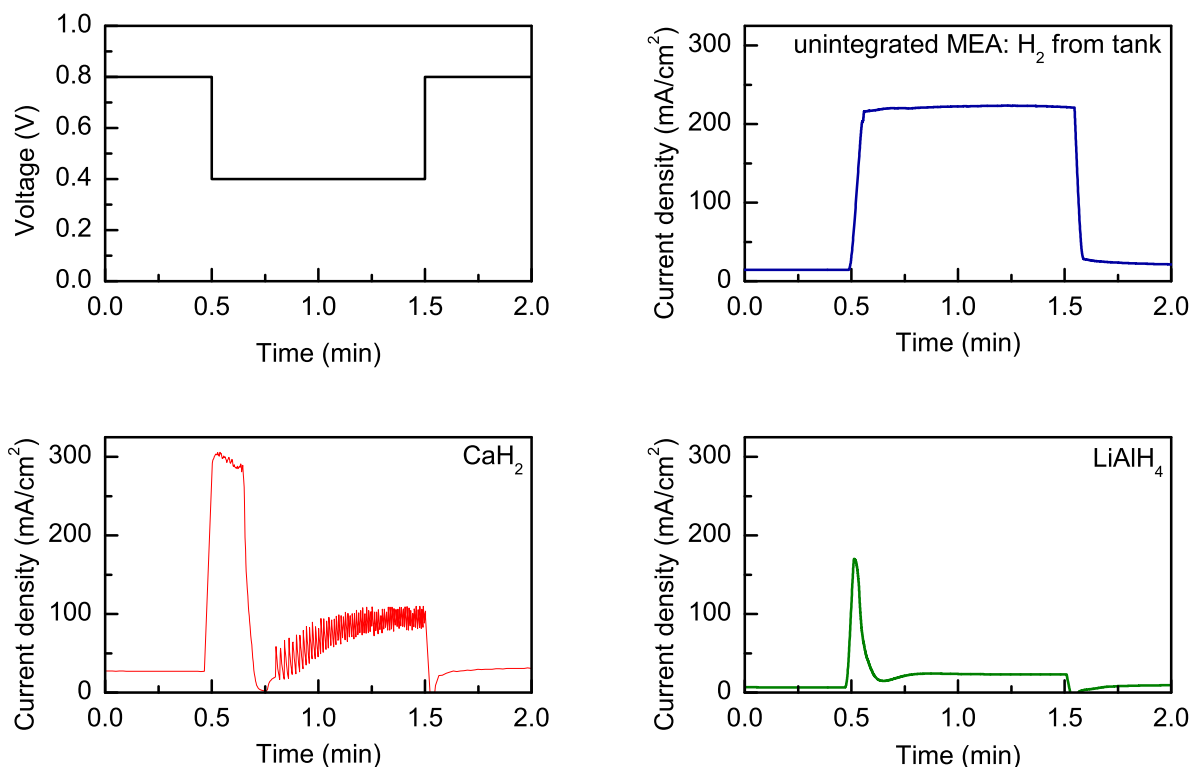 1.0
0.8
0.6
0.4
0.2
0.0
Voltage (V)
0.0 0.5 1.0 1.5 2.0
Time (min)
unintegrated MEA: H₂ from tank
300
200
100
0
Current density (mA/cm²)
0.0 0.5 1.0 1.5 2.0
Time (min)
CaH₂
300
200
100
0
Current density (mA/cm²)
0.0 0.5 1.0 1.5 2.0
Time (min)
LiAlH₄
300
200
100
0
Current density (mA/cm²)
0.0 0.5 1.0 1.5 2.0
Time (min)